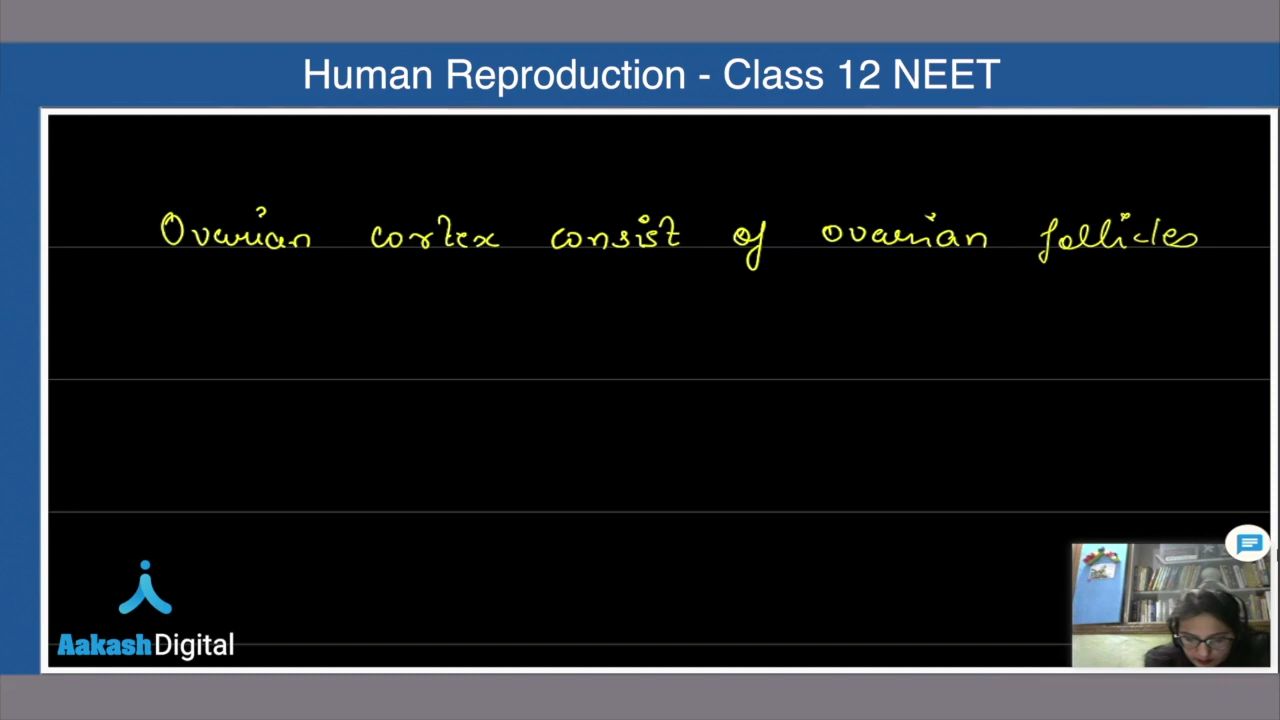 Human Reproduction - Class 12 NEET
Ovarian cortex consist of ovarian follicles
Aakash Digital